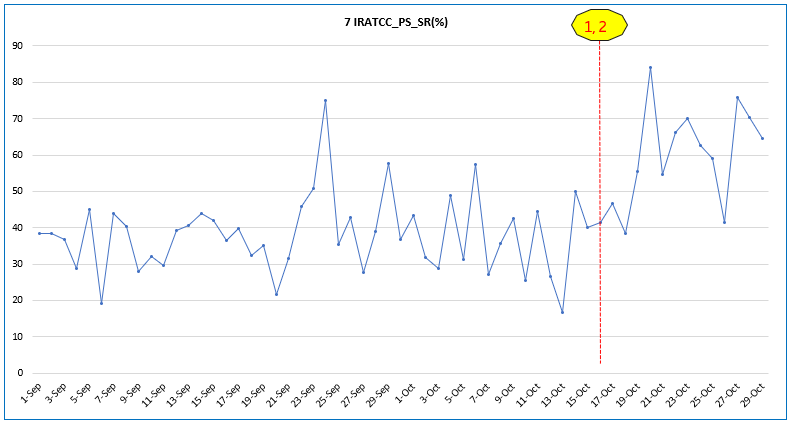 7 IRATCC_PS_SR(%)
1, 2
90
80
70
60
50
40
30
20
10
0
1-Sep
3-Sep
5-Sep
7-Sep
9-Sep
11-Sep
13-Sep
15-Sep
17-Sep
19-Sep
21-Sep
23-Sep
25-Sep
27-Sep
29-Sep
1-Oct
3-Oct
5-Oct
7-Oct
9-Oct
11-Oct
13-Oct
15-Oct
17-Oct
19-Oct
21-Oct
23-Oct
25-Oct
27-Oct
29-Oct